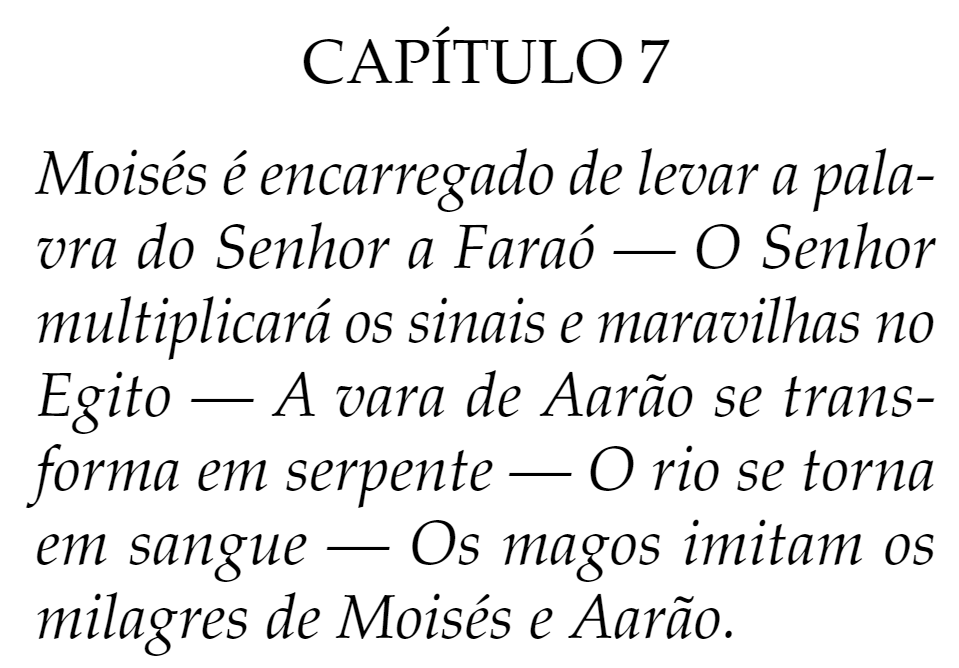 CAPÍTULO 7
Moisés é encarregado de levar a pala-
vra do Senhor a Faraó — O Senhor
multiplicará os sinais e maravilhas no
Egito — A vara de Aarão se trans-
forma em serpente — O rio se torna
em sangue — Os magos imitam os
milagres de Moisés e Aarão.